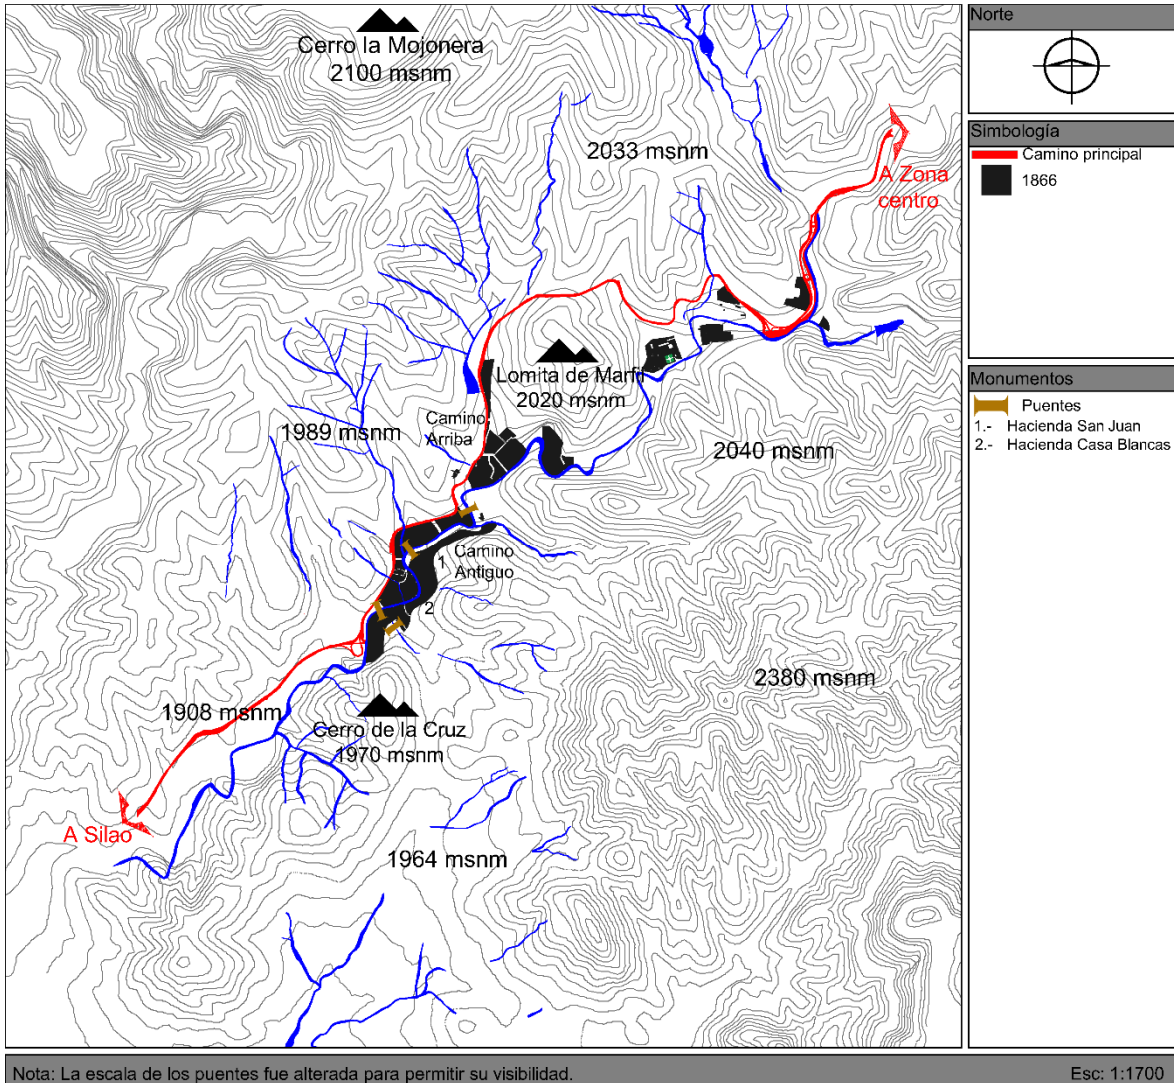 Cerro la Mojonera
2100 msnm
2033 msnm
A Zona
centro
Lomita de Marfil
2020 msnm
Camino
Arriba
1989 msnm
2040 msnm
1
Camino
Antiguo
2
2380 msnm
1908 msnm
Cerro de la Cruz
1970 msnm
A Silao
1964 msnm
Norte
Simbología
Camino principal
1866
Monumentos
Puentes
1.- Hacienda San Juan
2.- Hacienda Casa Blancas
Nota: La escala de los puentes fue alterada para permitir su visibilidad.
Esc: 1:1700